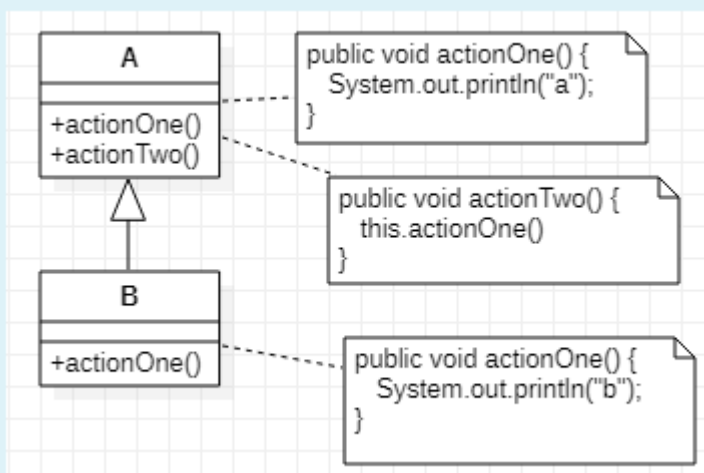 A
+actionOne()
+actionTwo()
public void actionOne() {
System.out.println("a");
}
public void actionTwo() {
this.actionOne()
}
B
+actionOne()
public void actionOne() {
System.out.println("b");
}